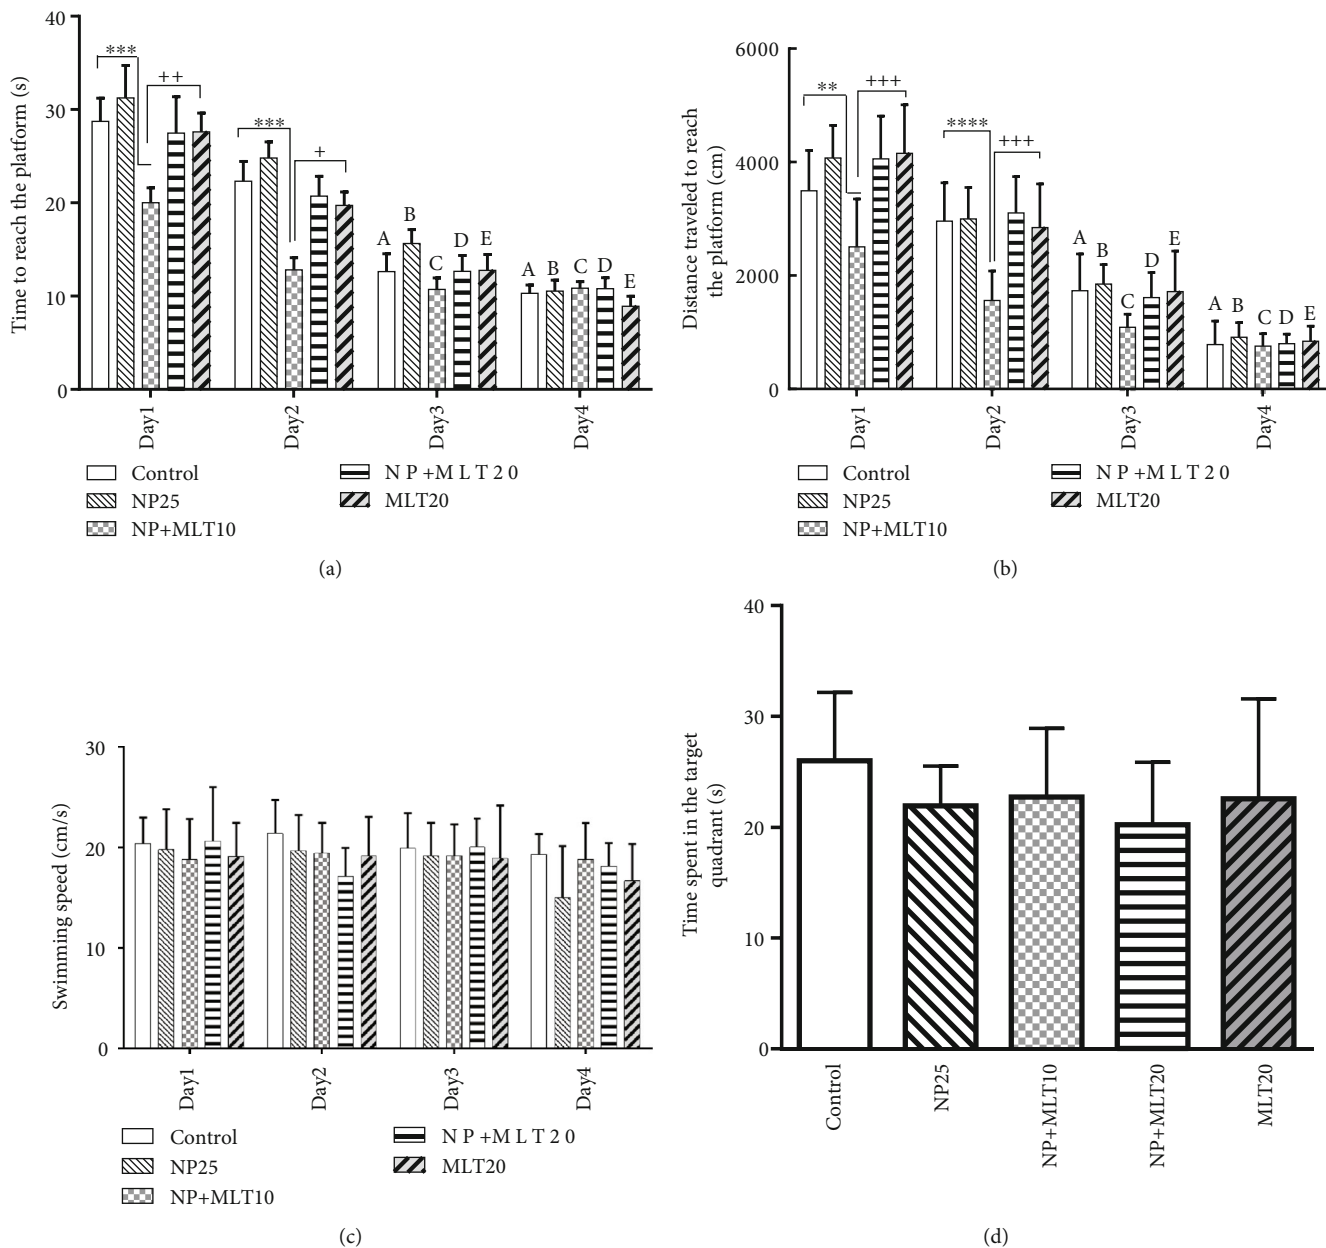 Time to reach the platform (s)
40
30
20
10
0
***
++
***
+
A
B
C
D
E
A
B
C
D
E
Day1
Day2
Day3
Day4
Control
NP25
NP+MLT10
N P +M L T 2 0
MLT20
(a)
Distance traveled to reach
the platform (cm)
6000
4000
2000
0
**
+++
****
+++
A
B
C
D
E
A
B
C
D
E
Day1
Day2
Day3
Day4
Control
NP25
NP+MLT10
N P +M L T 2 0
MLT20
(b)
Swimming speed (cm/s)
30
20
10
0
Day1
Day2
Day3
Day4
Control
NP25
NP+MLT10
N P +M L T 2 0
MLT20
(c)
Time spent in the target
quadrant (s)
40
30
20
10
0
Control
NP25
NP+MLT10
NP+MLT20
MLT20
(d)